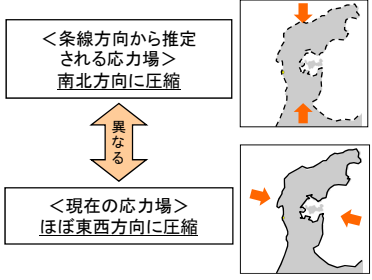 ＜条線方向から推定
される応力場＞
南北方向に圧縮
異なる
＜現在の応力場＞
ほぼ東西方向に圧縮